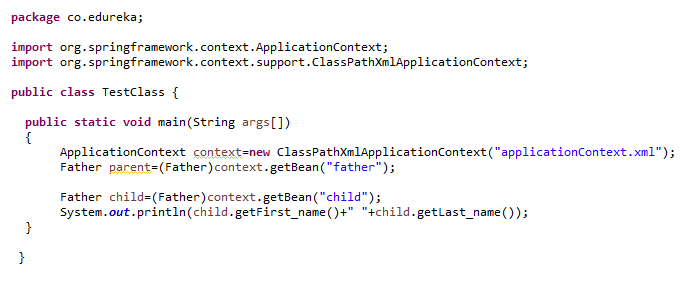 package co.edureka;
import org.springframework.context.ApplicationContext;
import org.springframework.context.support.ClassPathXmlApplicationContext;
public class TestClass {
public static void main(String args[])
{
ApplicationContext context=new ClassPathXmlApplicationContext("applicationContext.xml");
Father parent=(Father)context.getBean("father");
Father child=(Father)context.getBean("child");
System.out.println(child.getFirst_name()+" "+child.getLast_name());
}
}